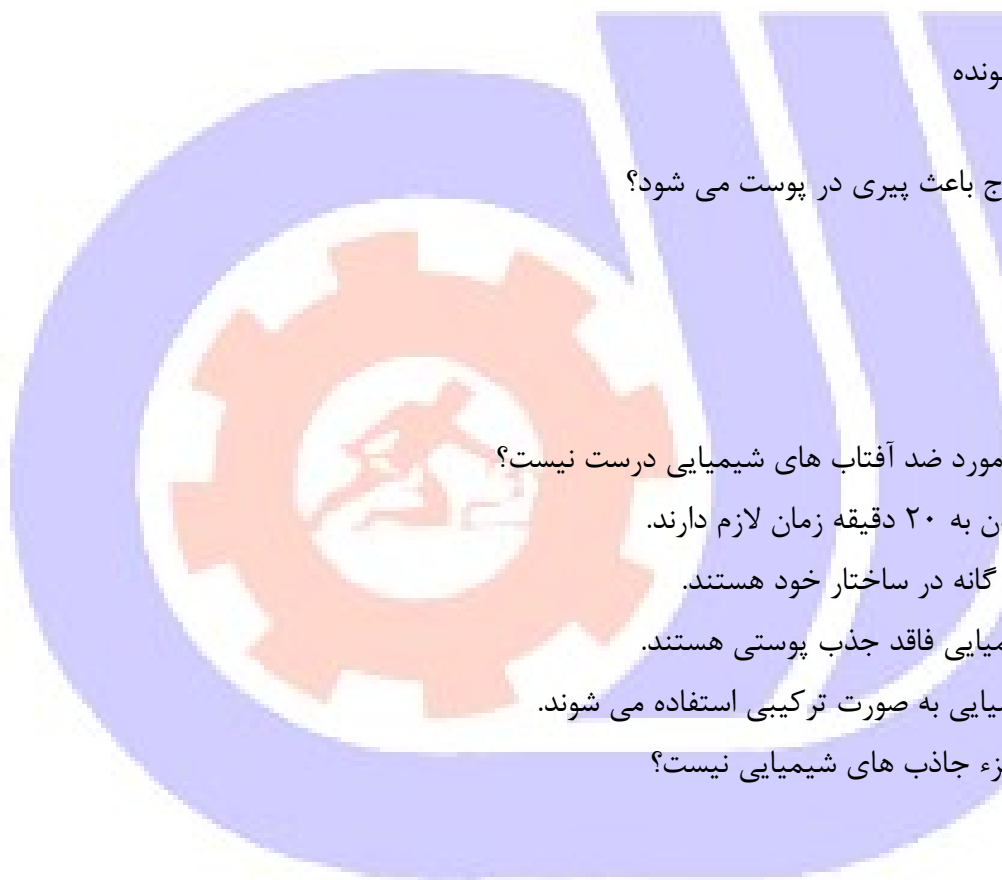 ونده
ج باعث پیری در پوست می شود؟
مورد ضد آفتاب های شیمیایی درست نیست؟
ن به ۲۰ دقیقه زمان لازم دارند.
گانه در ساختار خود هستند.
میایی فاقد جذب پوستی هستند.
میایی به صورت ترکیبی استفاده می شوند.
زء جاذب های شیمیایی نیست؟